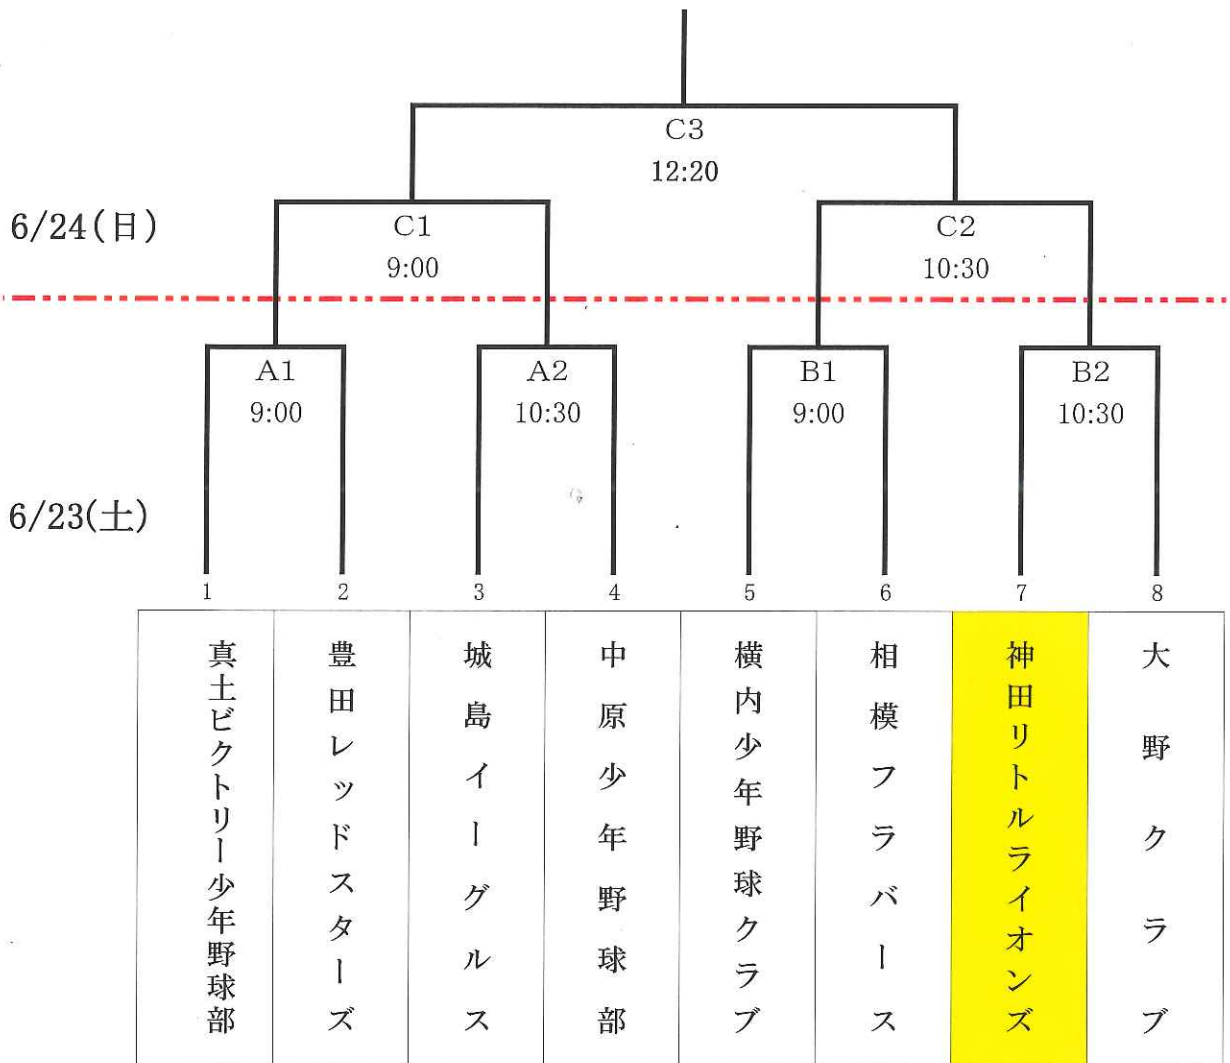 C3
12:20
6/24(日)
C1
C2
9:00
10:30
A1
A2
B1
B2
9:00
10:30
9:00
10:30
6/23(土)
1
2
3
4
5
6
7
8
真土ビクトリー少年野球部
豊田レッドスターズ
城島イーグルス
中原少年野球部
横内少年野球クラブ
相模フラバース
神田リトルライオンズ
大野クラブ